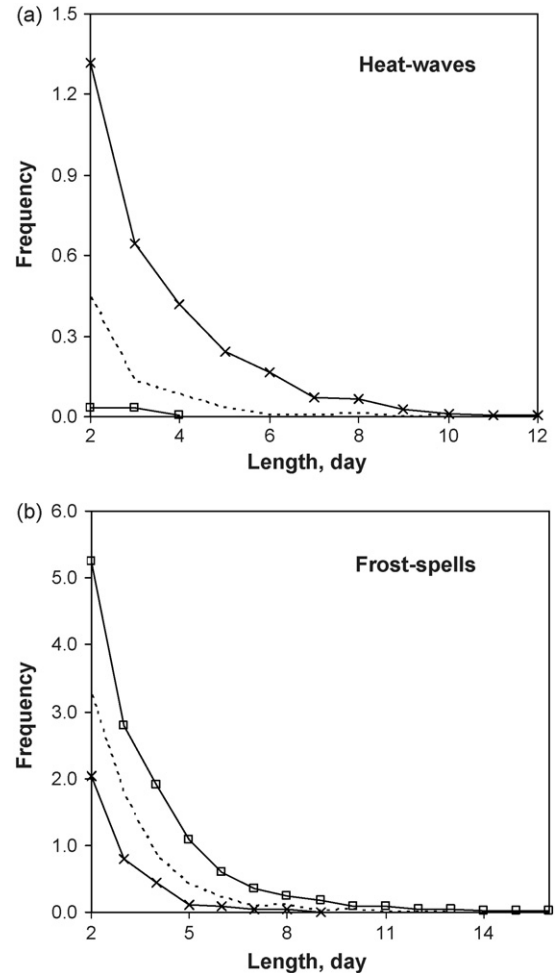 (a)
Heat-waves
Frequency
1.5
1.2
0.9
0.6
0.3
0.0
2 4 6 8 10 12
Length, day
(b)
Frost-spells
Frequency
6.0
5.0
4.0
3.0
2.0
1.0
0.0
2 5 8 11 14
Length, day